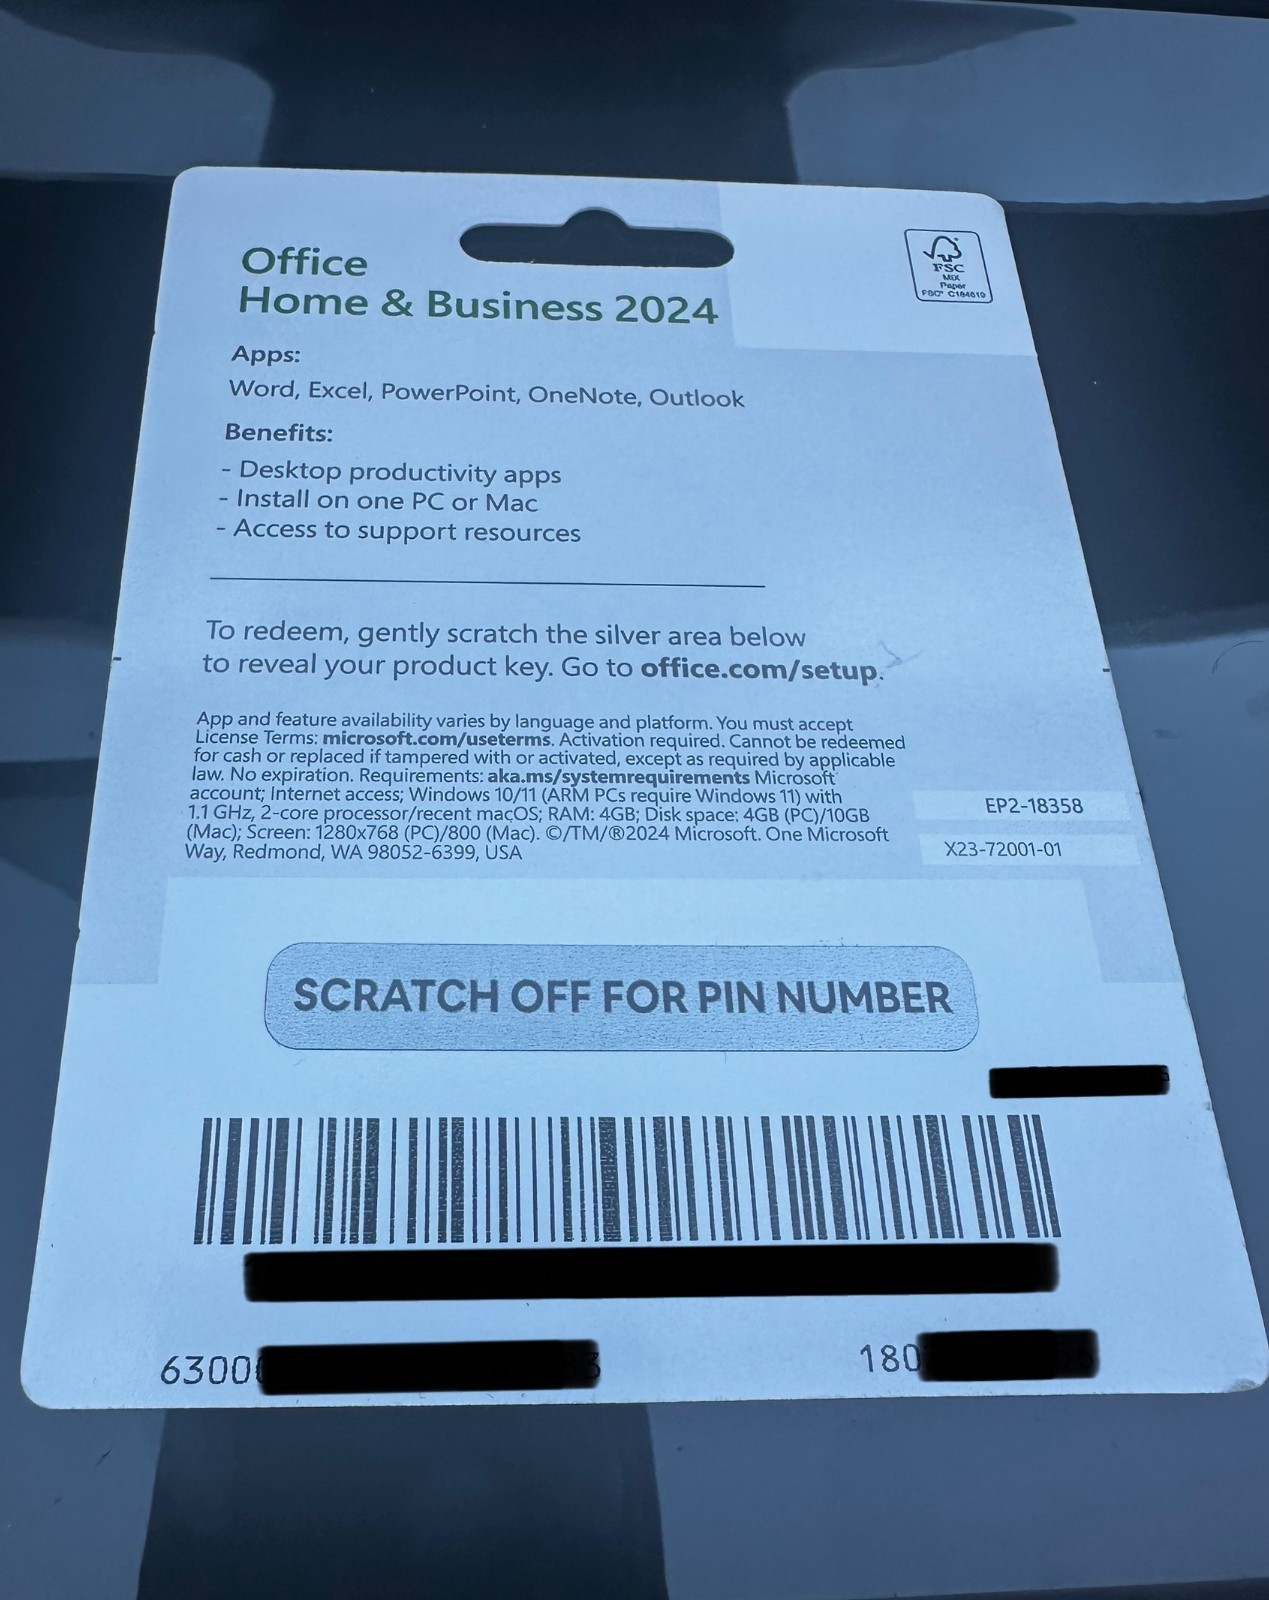 Office
Home & Business 2024
FSC
MIX
Paper
FSC® C184619
Apps:
Word, Excel, PowerPoint, OneNote, Outlook
Benefits:
- Desktop productivity apps
- Install on one PC or Mac
- Access to support resources
To redeem, gently scratch the silver area below
to reveal your product key. Go to office.com/setup.
App and feature availability varies by language and platform. You must accept
License Terms: microsoft.com/useterms. Activation required. Cannot be redeemed
for cash or replaced if tampered with or activated, except as required by applicable
law. No expiration. Requirements: aka.ms/systemrequirements Microsoft
account; Internet access; Windows 10/11 (ARM PCs require Windows 11) with
1.1 GHz, 2-core processor/recent macOS; RAM: 4GB; Disk space: 4GB (PC)/10GB
(Mac); Screen: 1280x768 (PC)/800 (Mac). ©/TM/®2024 Microsoft. One Microsoft
Way, Redmond, WA 98052-6399, USA
EP2-18358
X23-72001-01
SCRATCH OFF FOR PIN NUMBER
6300
180